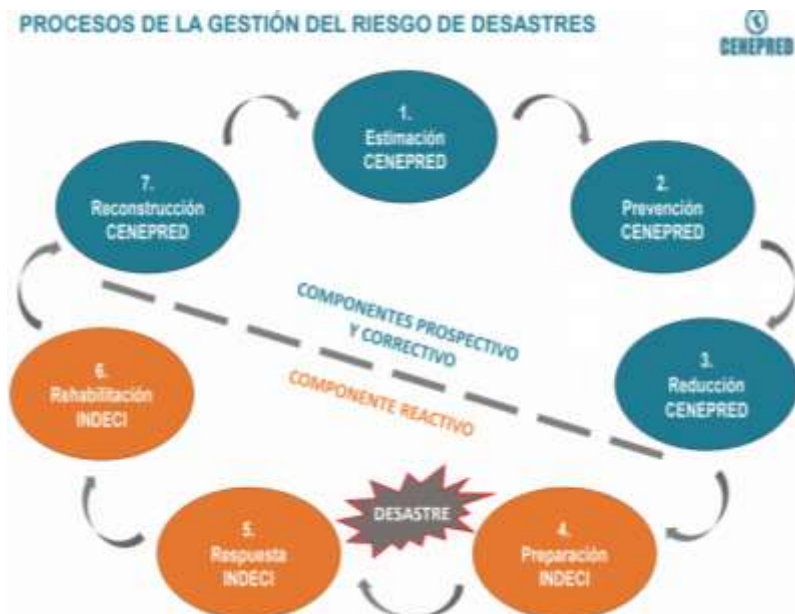 PROCESOS DE LA GESTIÓN DEL RIESGO DE DESASTRES
CENEPRED
1.
Estimación
CENEPRED
2.
Prevención
CENEPRED
3.
Reducción
CENEPRED
4.
Preparación
INDECI
5.
Respuesta
INDECI
6.
Rehabilitación
INDECI
7.
Reconstrucción
CENEPRED
COMPONENTES PROSPECTIVO
Y CORRECTIVO
COMPONENTE REACTIVO
DESASTRE